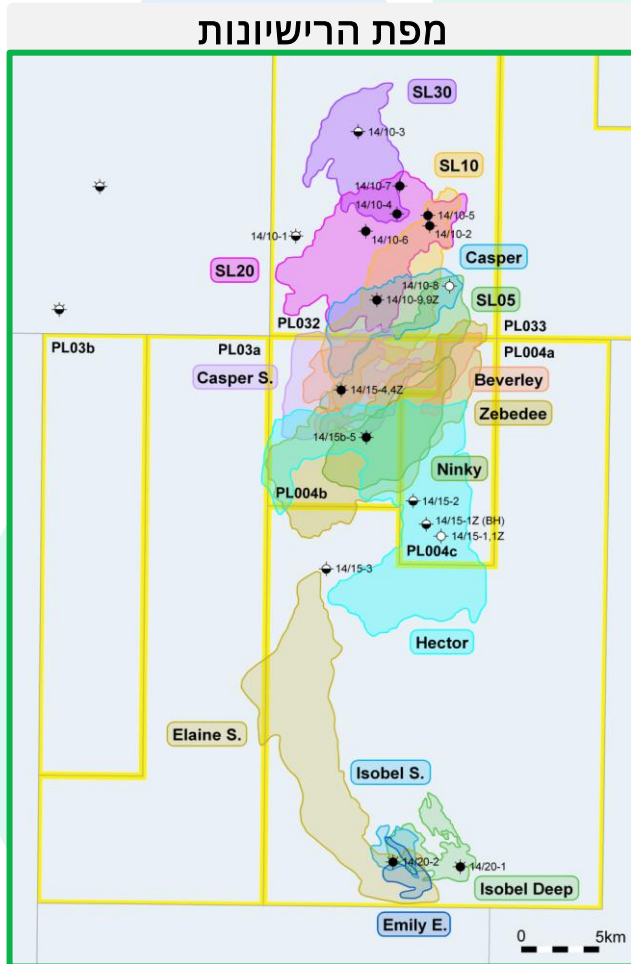 מפת הרישיונות
SL30
14/10-3
SL10
14/10-7
14/10-4
14/10-5
14/10-2
14/10-1
14/10-6
Casper
SL20
14/10-8
SL05
14/10-9,9Z
PL032
PL033
PL03b
PL03a
PL004a
Casper S.
Beverley
14/15-4,4Z
Zebedee
14/15b-5
Ninky
PL004b
14/15-2
14/15-1Z (BH)
14/15-1,1Z
PL004c
14/15-3
Hector
Elaine S.
Isobel S.
14/20-2
14/20-1
Isobel Deep
Emily E.
0 5km